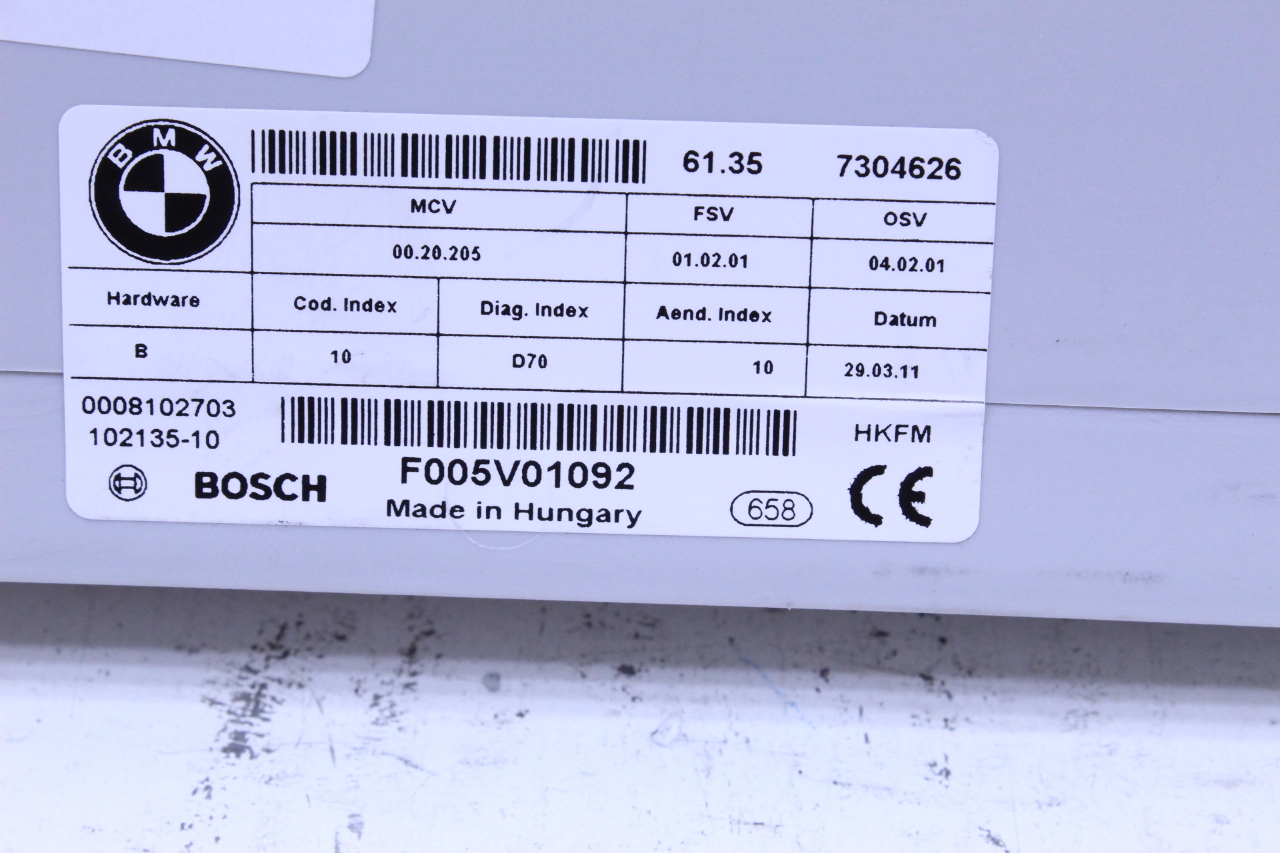 BMW
61.35 7304626
MCV FSV OSV
00.20.205 01.02.01 04.02.01
Hardware Cod. Index Diag. Index Aend. Index Datum
B 10 D70 10 29.03.11
0008102703
102135-10
HKFM
BOSCH F005V01092
Made in Hungary
658 CE